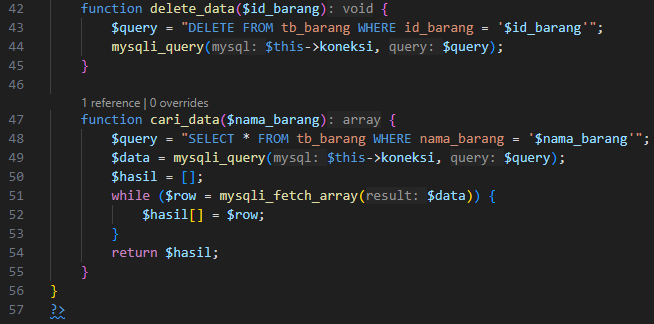 42 function delete_data($id_barang): void {
43 $query = "DELETE FROM tb_barang WHERE id_barang = '$id_barang'";
44 mysqli_query(mysql: $this->koneksi, query: $query);
45 }
46
1 reference | 0 overrides
47 function cari_data($nama_barang): array {
48 $query = "SELECT * FROM tb_barang WHERE nama_barang = '$nama_barang'";
49 $data = mysqli_query(mysql: $this->koneksi, query: $query);
50 $hasil = [];
51 while ($row = mysqli_fetch_array(result: $data)) {
52 $hasil[] = $row;
53 }
54 return $hasil;
55 }
56 }
57 ?>